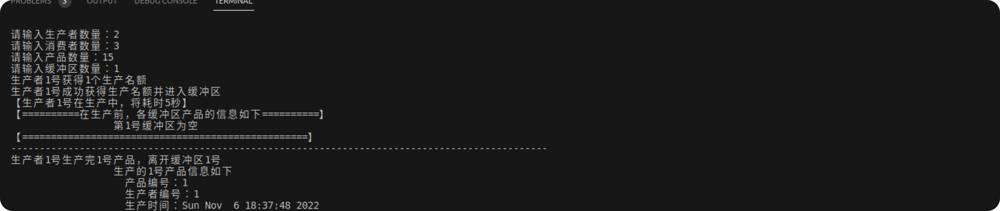 PROBLEMS 3 OUTPUT DEBUG CONSOLE TERMINAL
请输入生产者数量：2
请输入消费者数量：3
请输入产品数量：15
请输入缓冲区数量：1
生产者1号获得1个生产名额
生产者1号成功获得生产名额并进入缓冲区
【生产者1号在生产中，将耗时5秒】
【==========在生产前，各缓冲区产品的信息如下==========】
第1号缓冲区为空
【==================================================】
----------------------------------------------------------------------------------------------
生产者1号生产完1号产品，离开缓冲区1号
生产的1号产品信息如下
产品编号：1
生产者编号：1
生产时间：Sun Nov  6 18:37:48 2022